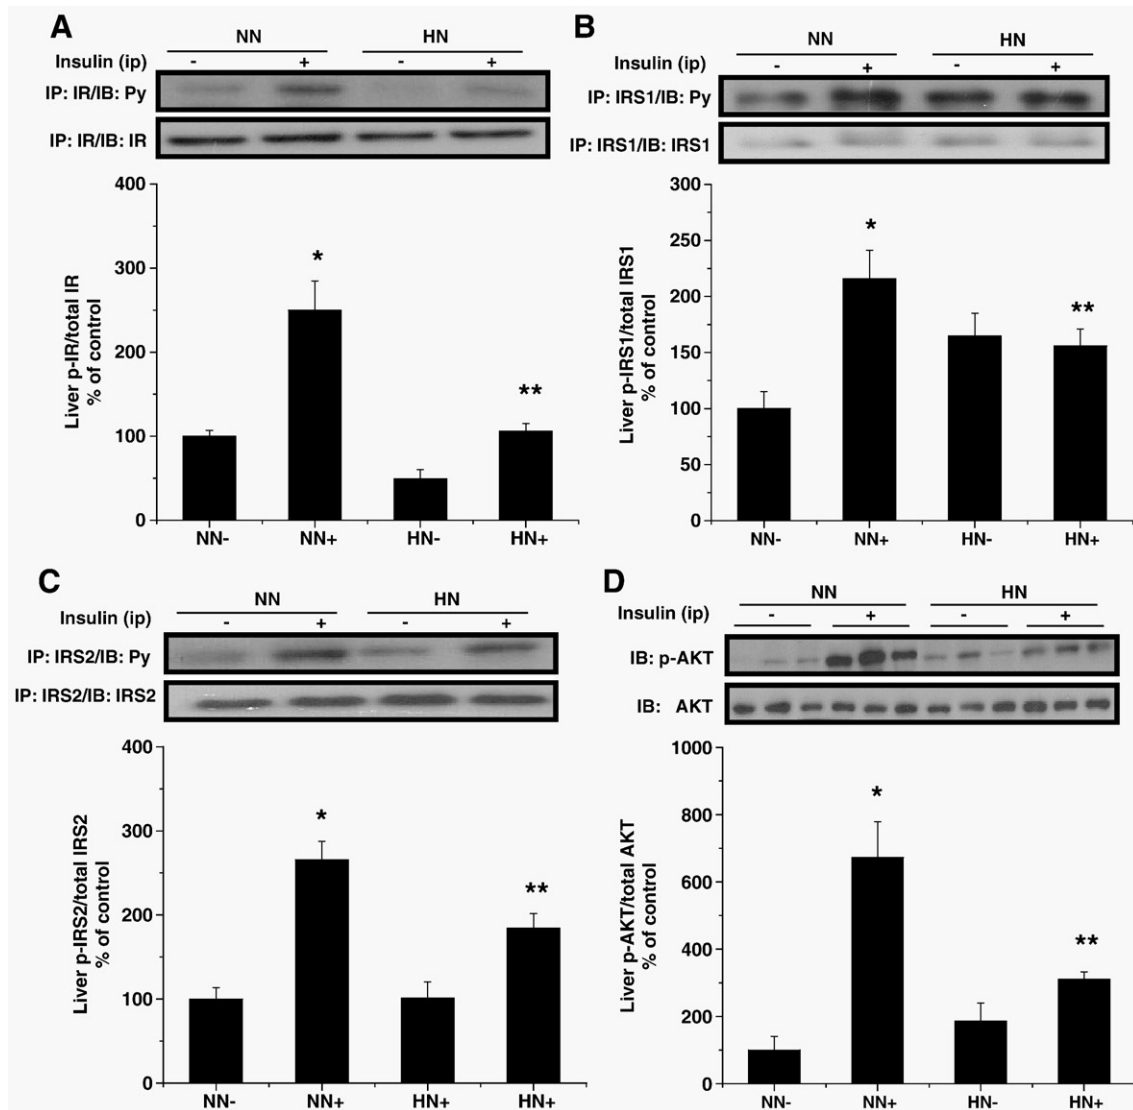 A
NN HN
Insulin (ip) - + - +
IP: IR/IB: Py
IP: IR/IB: IR
400
300
200
100
0
Liver p-IR/total IR
% of control
*
**
NN- NN+ HN- HN+
B
NN HN
Insulin (ip) - + - +
IP: IRS1/IB: Py
IP: IRS1/IB: IRS1
300
250
200
150
100
50
0
Liver p-IRS1/total IRS1
% of control
*
**
NN- NN+ HN- HN+
C
NN HN
Insulin (ip) - + - +
IP: IRS2/IB: Py
IP: IRS2/IB: IRS2
400
300
200
100
0
Liver p-IRS2/total IRS2
% of control
*
**
NN- NN+ HN+ HN+
D
NN HN
Insulin (ip) - + - +
IB: p-AKT
IB: AKT
1000
800
600
400
200
0
Liver p-AKT/total AKT
% of control
*
**
NN- NN+ HN- HN+